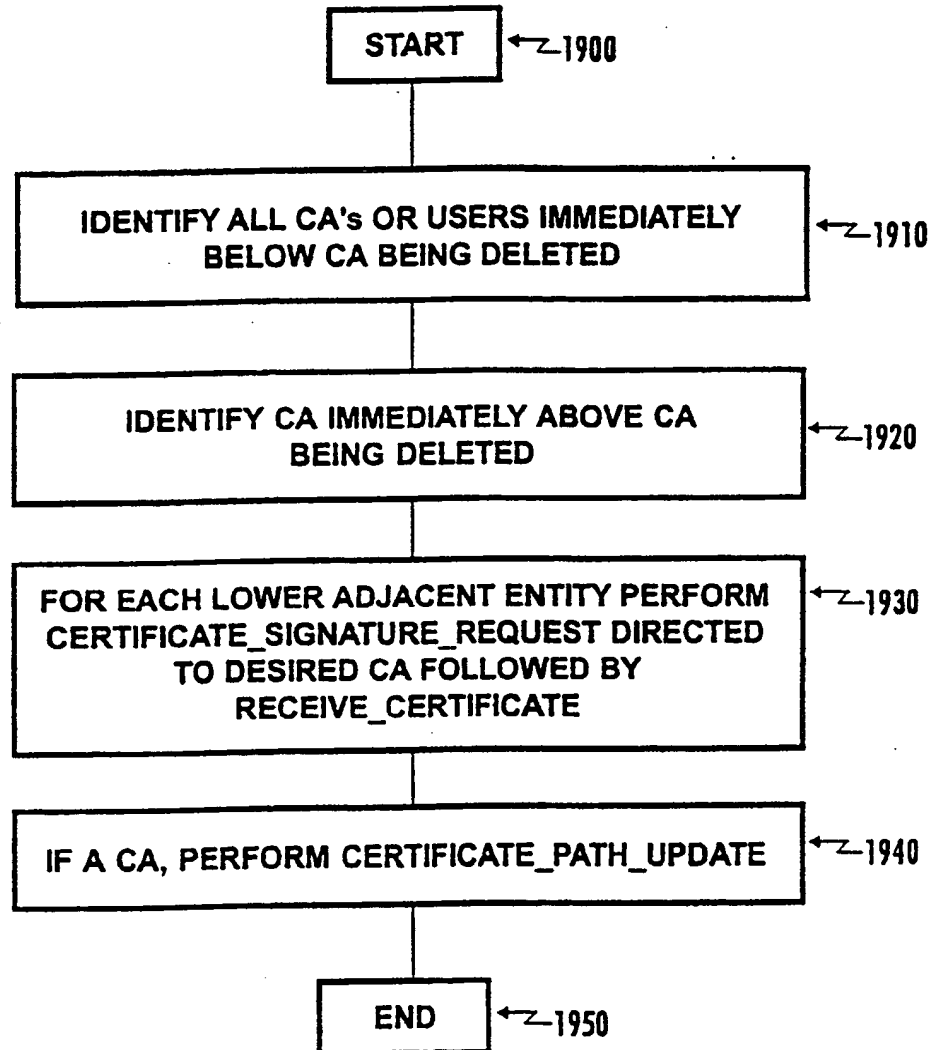 START
1900
IDENTIFY ALL CA's OR USERS IMMEDIATELY
BELOW CA BEING DELETED
1910
IDENTIFY CA IMMEDIATELY ABOVE CA
BEING DELETED
1920
FOR EACH LOWER ADJACENT ENTITY PERFORM
CERTIFICATE_SIGNATURE_REQUEST DIRECTED
TO DESIRED CA FOLLOWED BY
RECEIVE_CERTIFICATE
1930
IF A CA, PERFORM CERTIFICATE_PATH_UPDATE
1940
END
1950